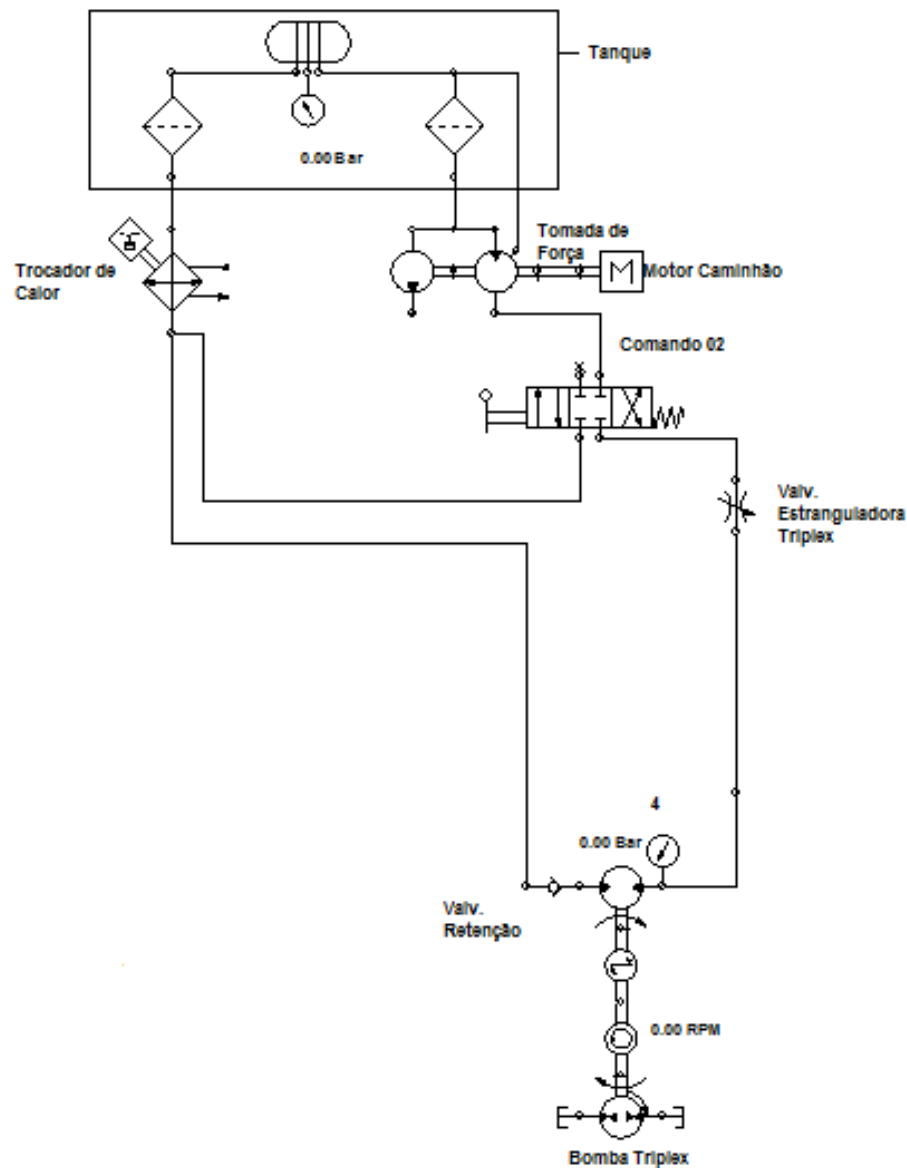 Tanque
0.00 Bar
Tomada de
Força
Trocador de
Calor
Motor Caminhão
M
Comando 02
Valv.
Estranguladora
Triplex
4
0.00 Bar
Valv.
Retenção
0.00 RPM
Bomba Triplex